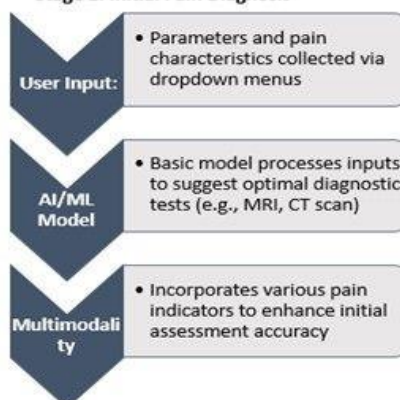 User Input:
• Parameters and pain
characteristics collected via
dropdown menus
AI/ML
Model
• Basic model processes inputs
to suggest optimal diagnostic
tests (e.g., MRI, CT scan)
Multimodali
ty
• Incorporates various pain
indicators to enhance initial
assessment accuracy